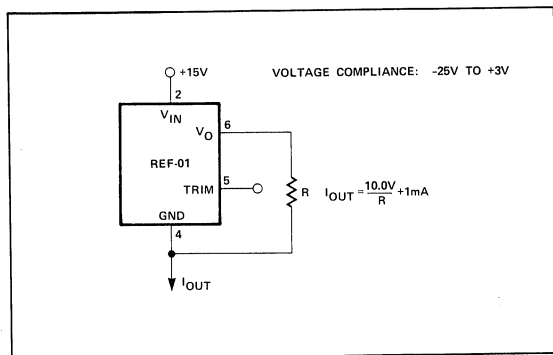 +15V
VOLTAGE COMPLIANCE: -25V TO +3V
2
VIN
VO
6
REF-01
TRIM
5
R
IOUT = 10.0V/R +1mA
GND
4
IOUT